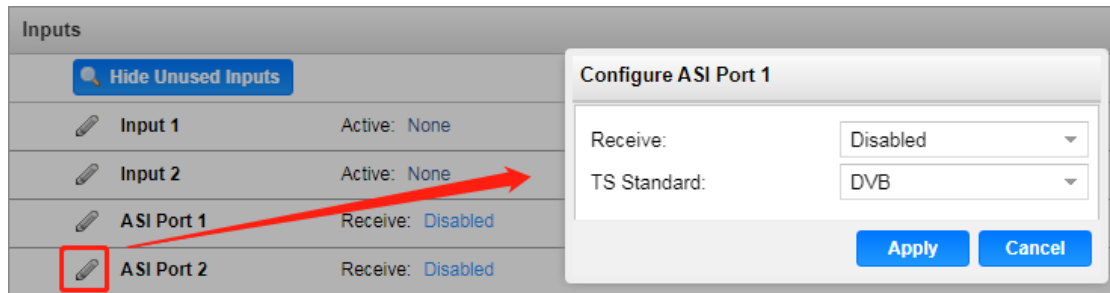 Inputs
Hide Unused Inputs
Input 1 Active: None
Input 2 Active: None
ASI Port 1 Receive: Disabled
ASI Port 2 Receive: Disabled
Configure ASI Port 1
Receive: Disabled
TS Standard: DVB
Apply Cancel